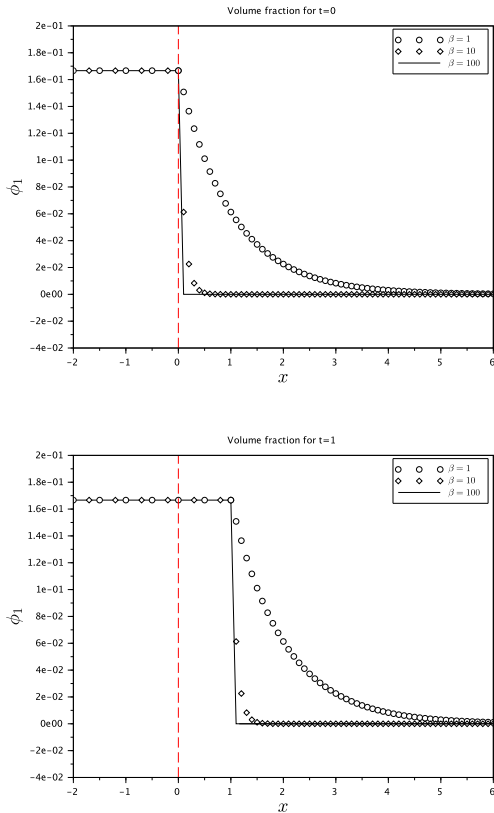 Volume fraction for t=0
2e-01
1.8e-01
1.6e-01
1.4e-01
1.2e-01
1e-01
8e-02
6e-02
4e-02
2e-02
0e00
-2e-02
-4e-02
ϕ₁
β = 1
β = 10
β = 100
-2 -1 0 1 2 3 4 5 6
x
Volume fraction for t=1
2e-01
1.8e-01
1.6e-01
1.4e-01
1.2e-01
1e-01
8e-02
6e-02
4e-02
2e-02
0e00
-2e-02
-4e-02
ϕ₁
β = 1
β = 10
β = 100
-2 -1 0 1 2 3 4 5 6
x